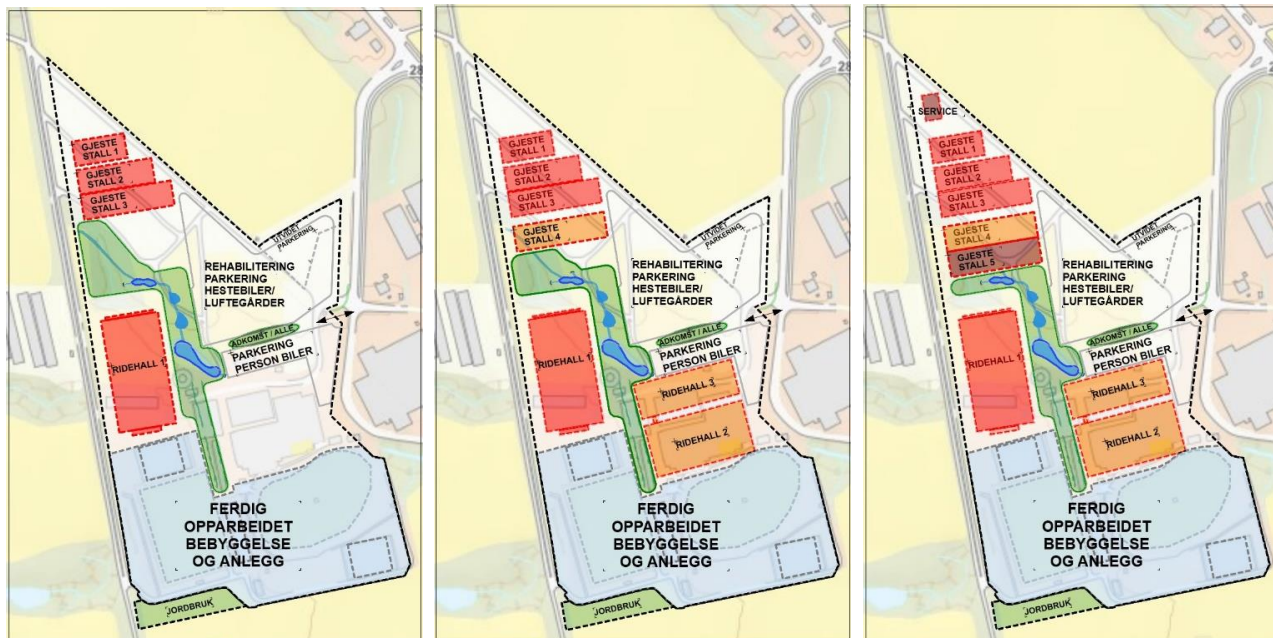 28
GJESTE
STALL 1
GJESTE
STALL 2
GJESTE
STALL 3
UTVIDET
PARKERING
REHABILITERING
PARKERING
HESTEBILER/
LUFTEGÅRDER
ADKOMST / ALLE
PARKERING
PERSON BILER
RIDEHALL 1
FERDIG
OPPARBEIDET
BEBYGGELSE
OG ANLEGG
JORDBRUK
GJESTE
STALL 1
GJESTE
STALL 2
GJESTE
STALL 3
GJESTE
STALL 4
UTVIDET
PARKERING
REHABILITERING
PARKERING
HESTEBILER/
LUFTEGÅRDER
ADKOMST / ALLE
PARKERING
PERSON BILER
RIDEHALL 1
RIDEHALL 3
RIDEHALL 2
FERDIG
OPPARBEIDET
BEBYGGELSE
OG ANLEGG
JORDBRUK
28
SERVICE
GJESTE
STALL 1
GJESTE
STALL 2
GJESTE
STALL 3
GJESTE
STALL 4
GJESTE
STALL 5
UTVIDET
PARKERING
REHABILITERING
PARKERING
HESTEBILER/
LUFTEGÅRDER
ADKOMST / ALLE
PARKERING
PERSON BILER
RIDEHALL 1
RIDEHALL 3
RIDEHALL 2
FERDIG
OPPARBEIDET
BEBYGGELSE
OG ANLEGG
JORDBRUK